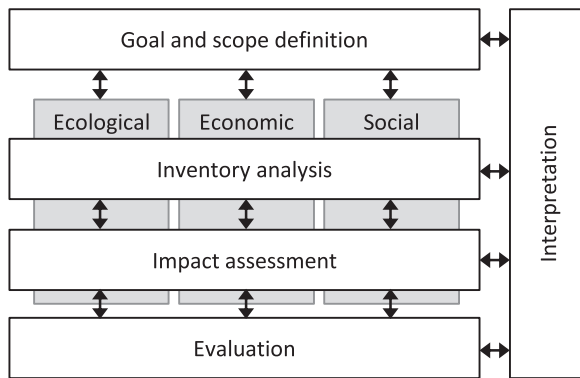 Goal and scope definition
Ecological
Economic
Social
Inventory analysis
Impact assessment
Evaluation
Interpretation